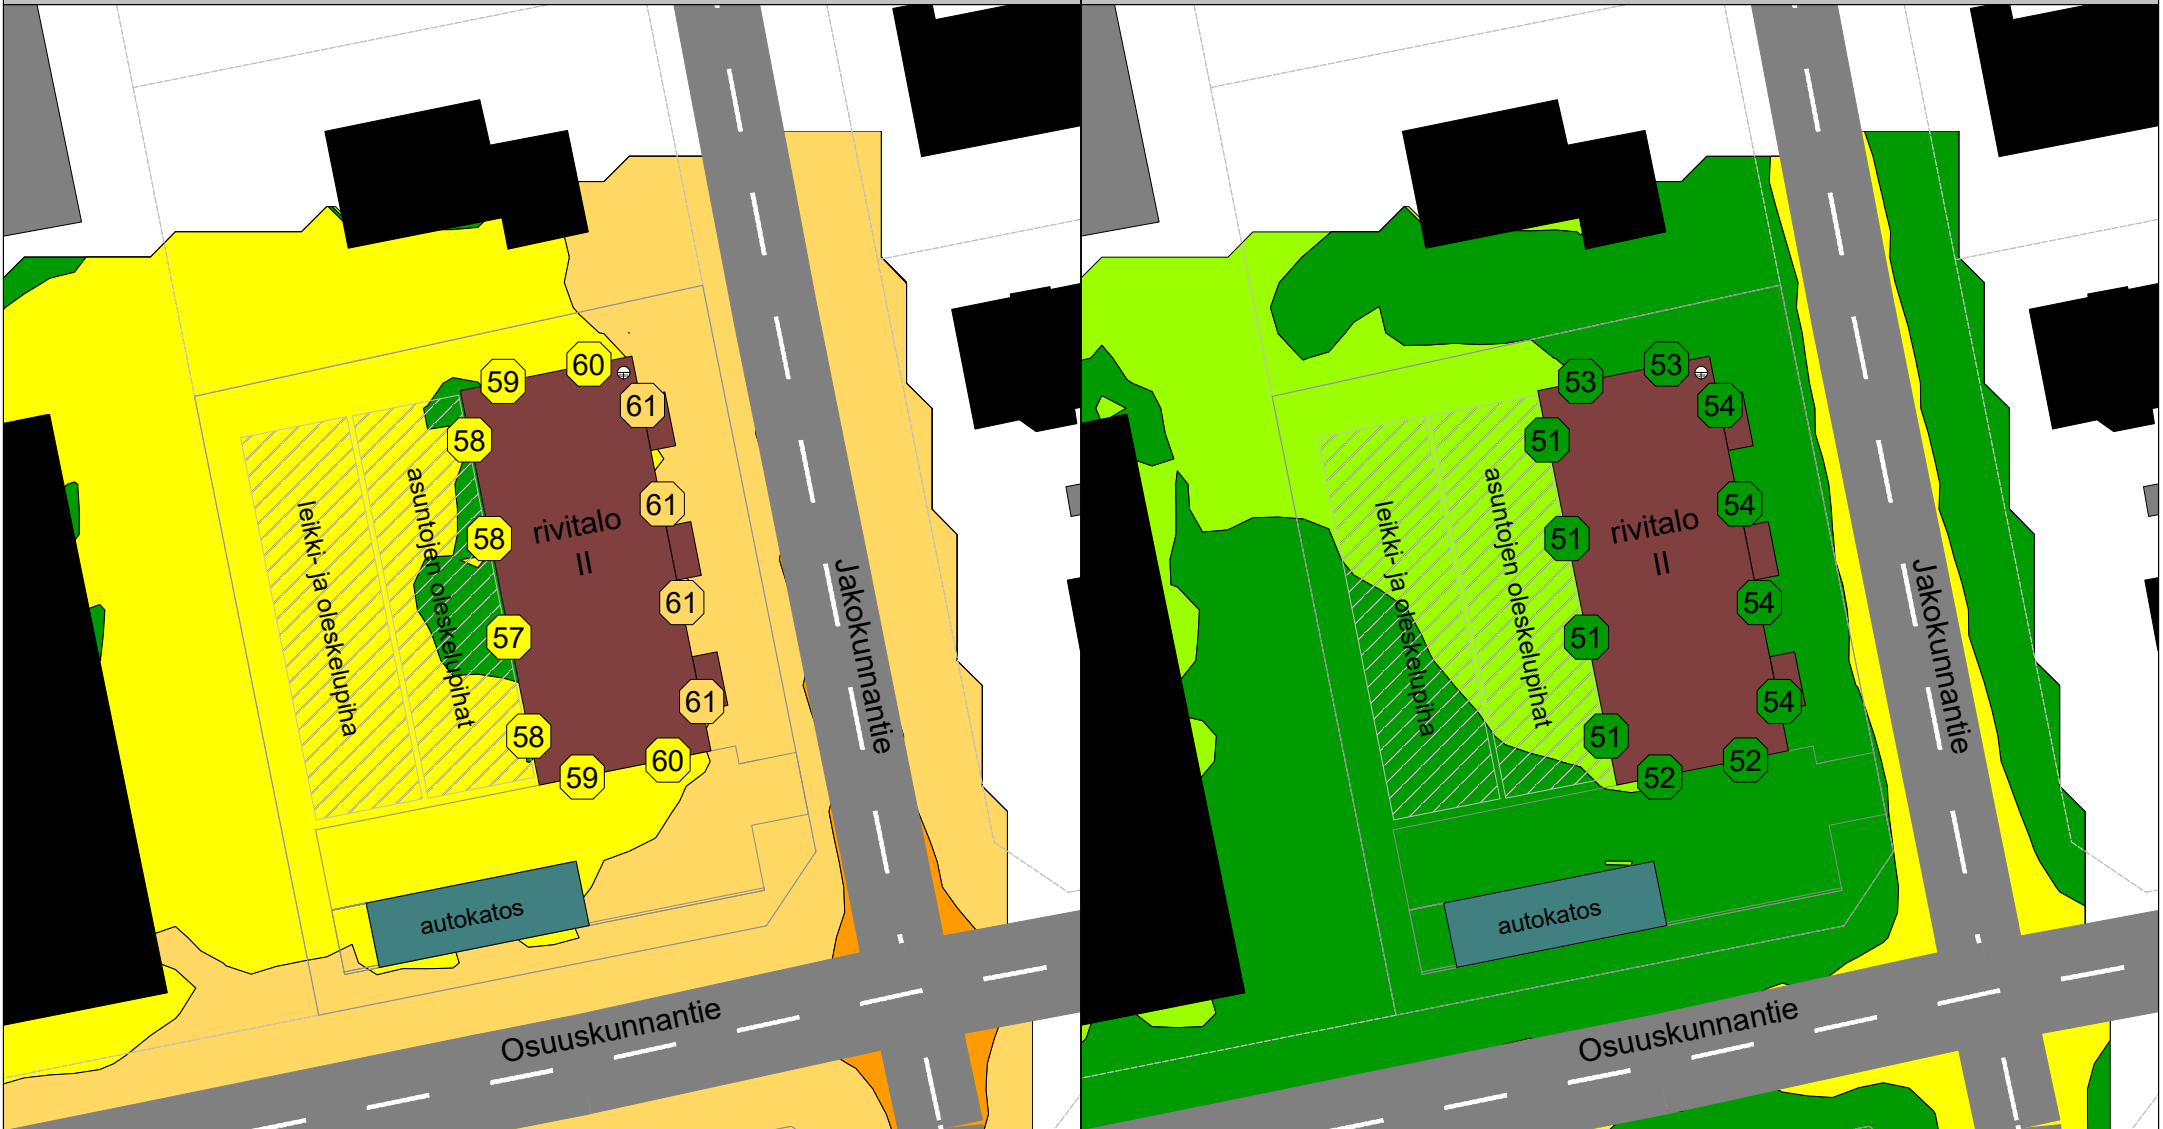 60
59
61
58
asuntojen oleskelupihat
leikki- ja oleskelupiha
61
rivitalo
II
58
61
57
Jakokunnantie
61
58
60
59
autokatos
Osuuskunnantie
53
53
54
51
asuntojen oleskelupihat
leikki- ja oleskelupiha
54
rivitalo
II
51
54
51
Jakokunnantie
54
51
52
52
autokatos
Osuuskunnantie